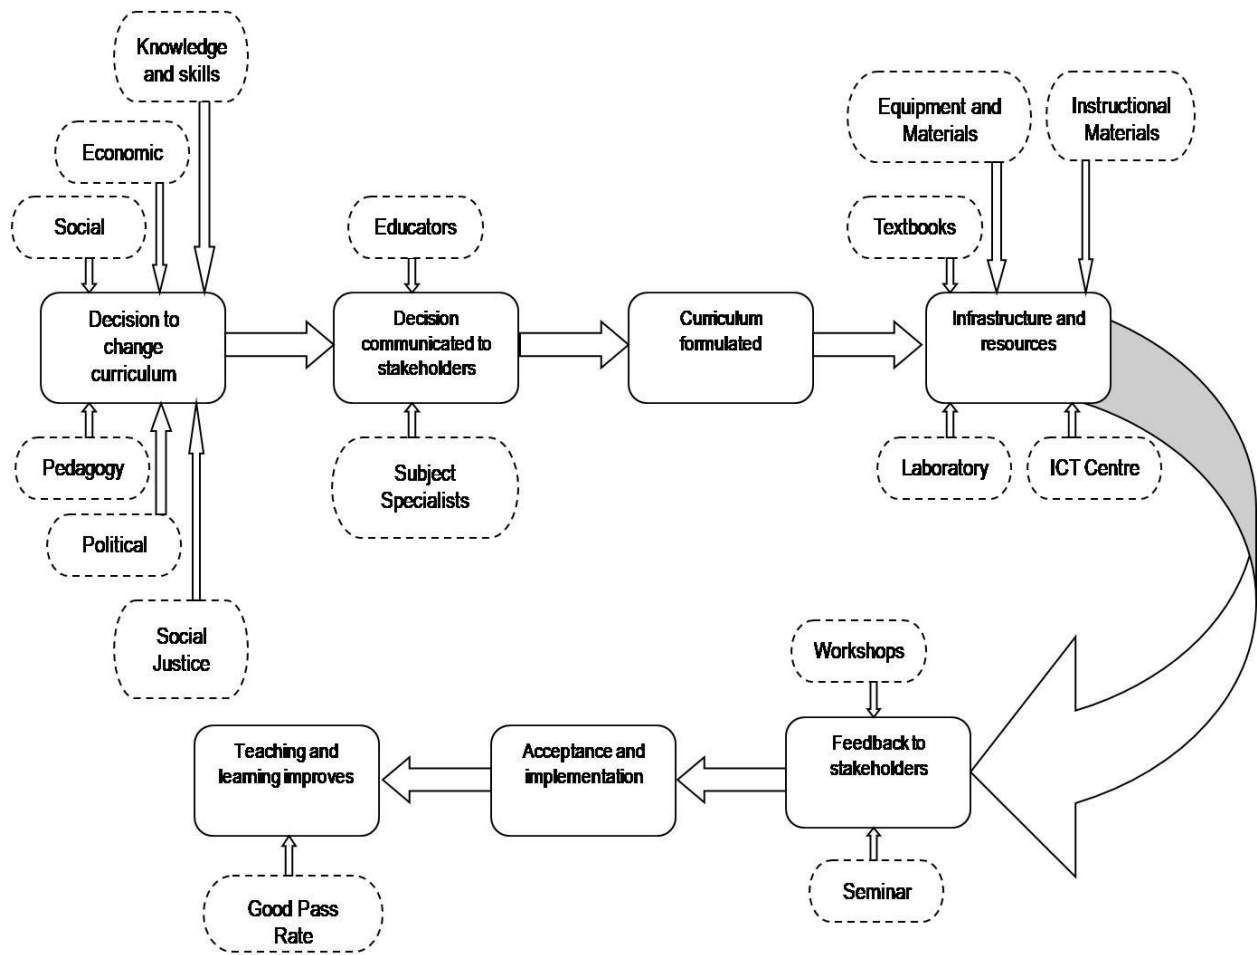 Knowledge
and skills
Economic
Social
Equipment and
Materials
Instructional
Materials
Textbooks
Educators
Decision to
change
curriculum
Decision
communicated to
stakeholders
Curriculum
formulated
Infrastructure and
resources
Pedagogy
Political
Social
Justice
Subject
Specialists
Laboratory
ICT Centre
Workshops
Teaching and
learning improves
Acceptance and
implementation
Feedback to
stakeholders
Good Pass
Rate
Seminar